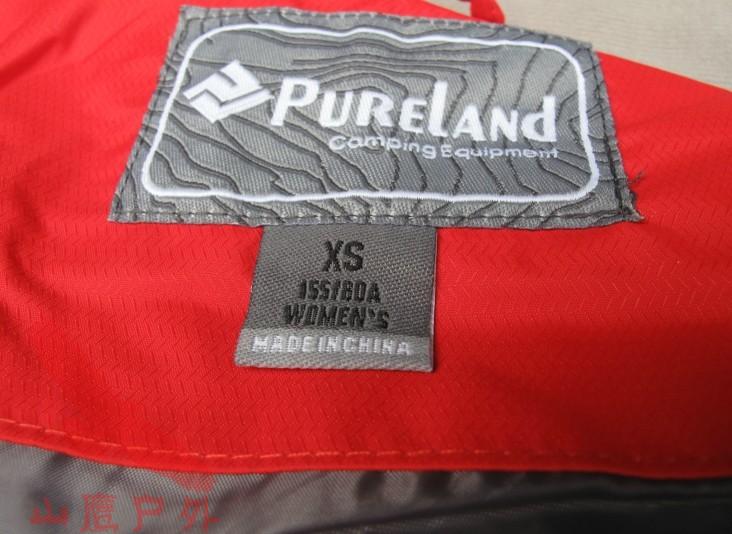 PURELAND
Camping Equipment
XS
155/80A
WOMEN'S
MADE IN CHINA
山鹰户外